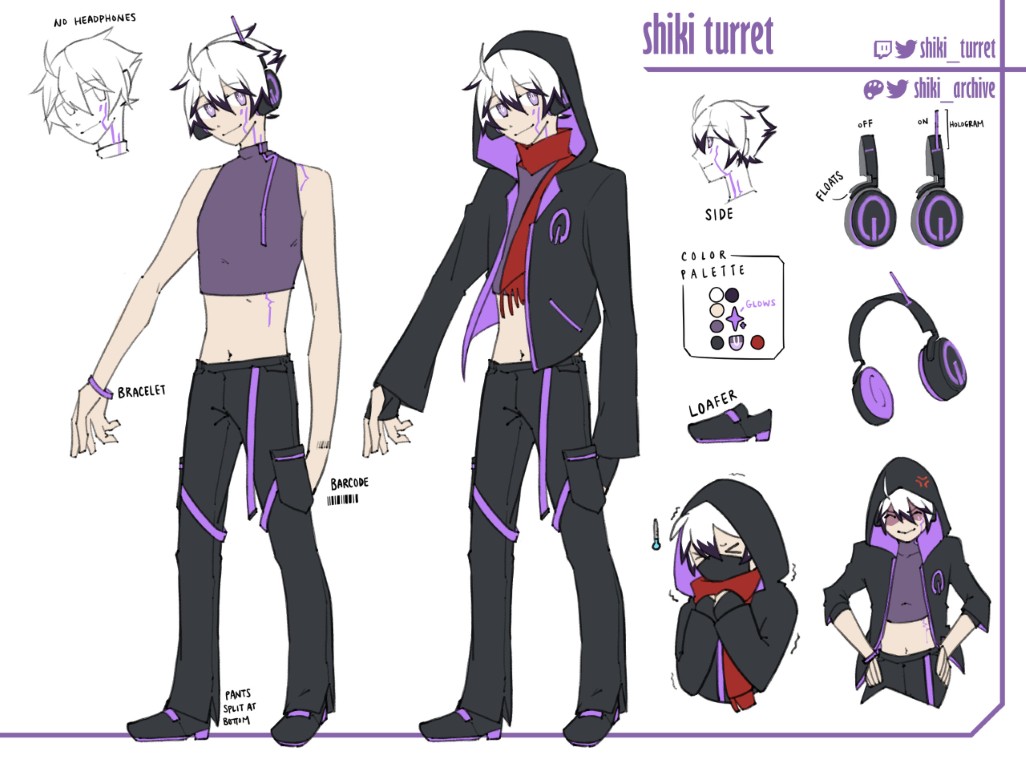 NO HEADPHONES
shiki turret
shiki_turret
shiki_archive
OFF
ON
HOLOGRAM
FLOATS
SIDE
COLOR
PALETTE
GLOWS
BRACELET
LOAFER
BARCODE
PANTS
SPLIT AT
BOTTOM